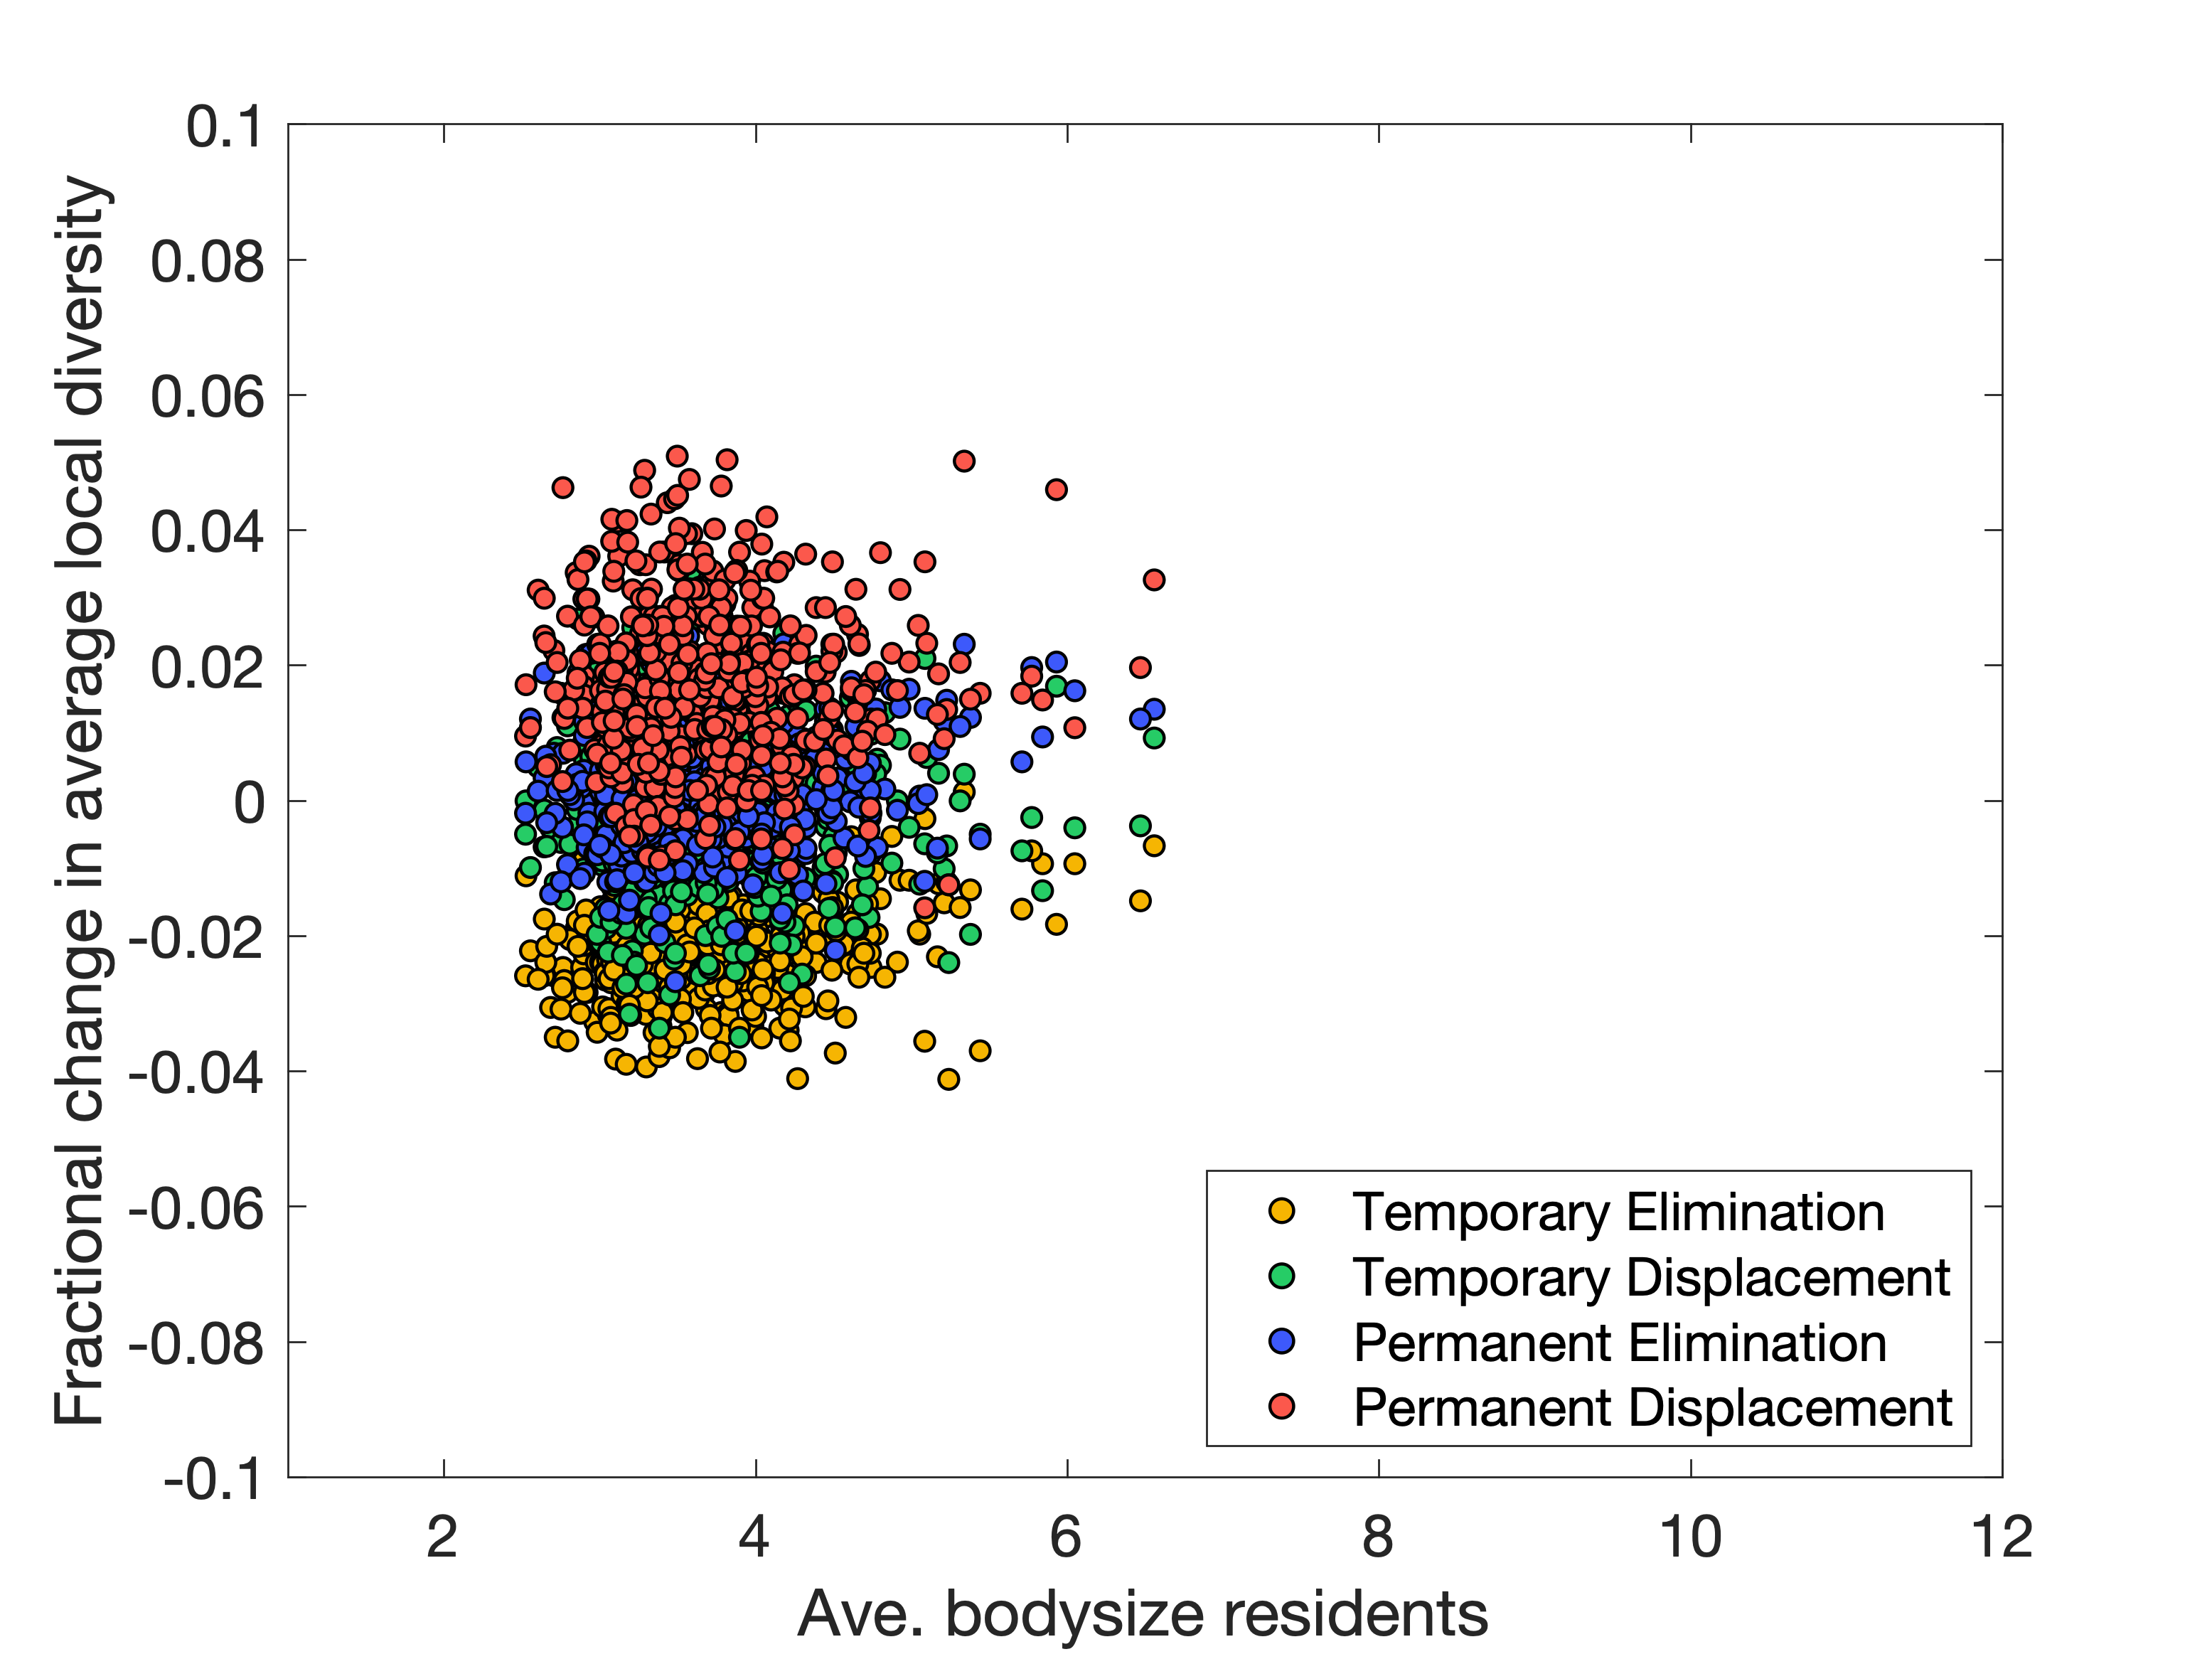 Fractional change in average local diversity
0.1
0.08
0.06
0.04
0.02
0
-0.02
-0.04
-0.06
-0.08
-0.1
Temporary Elimination
Temporary Displacement
Permanent Elimination
Permanent Displacement
2 4 6 8 10 12
Ave. bodysize residents